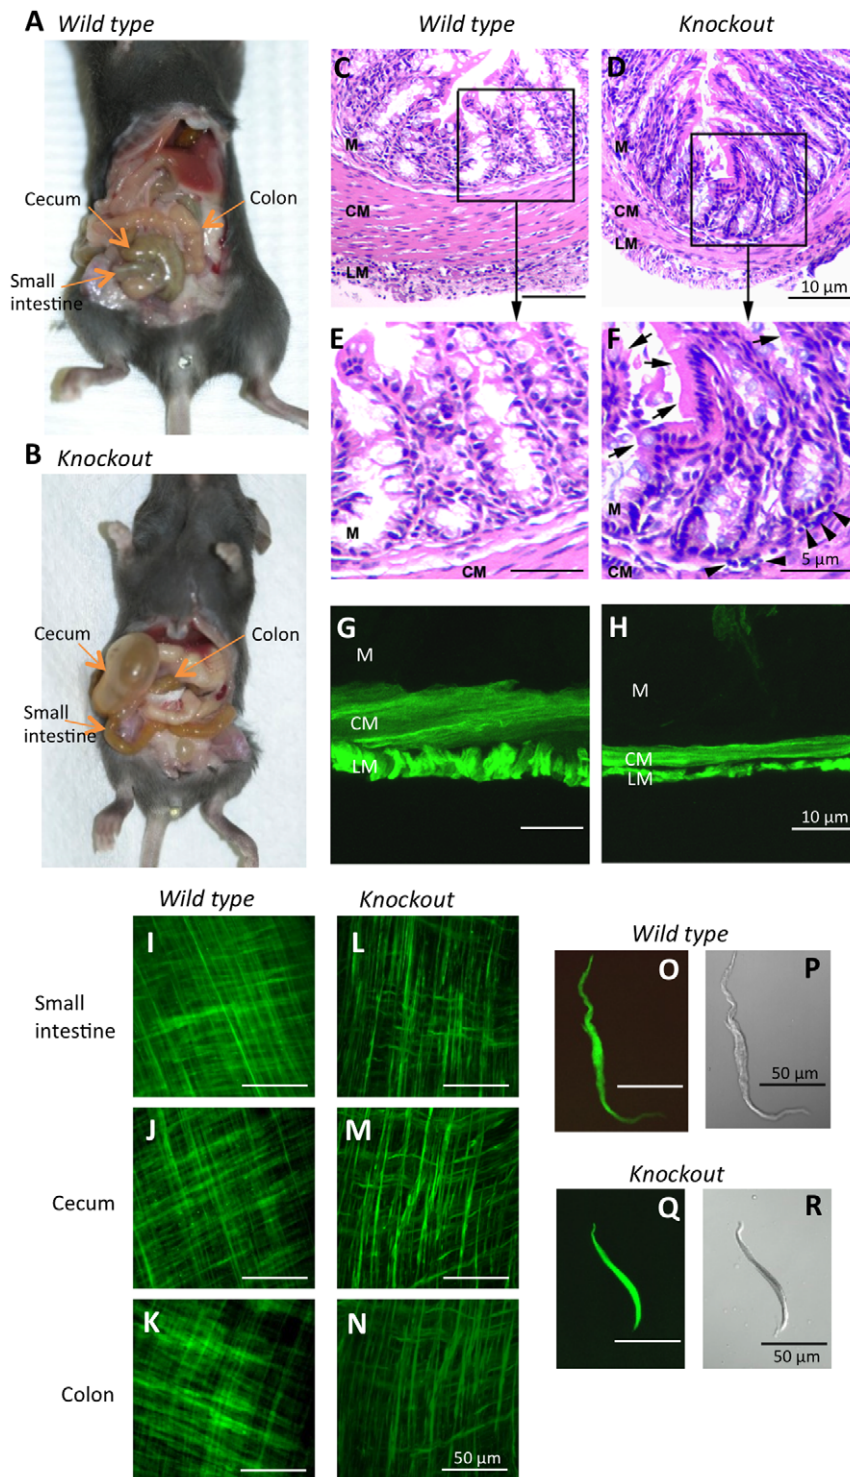 A Wild type
Cecum
Colon
Small
intestine
B Knockout
Cecum
Colon
Small
intestine
Wild type
Knockout
C
M
CM
LM
D
M
CM
LM
10 µm
E
M
CM
F
M
CM
5 µm
G
M
CM
LM
H
M
CM
LM
10 µm
Wild type
Knockout
Small
intestine
I
L
Cecum
J
M
Colon
K
N
50 µm
Wild type
O
P
50 µm
Knockout
Q
R
50 µm